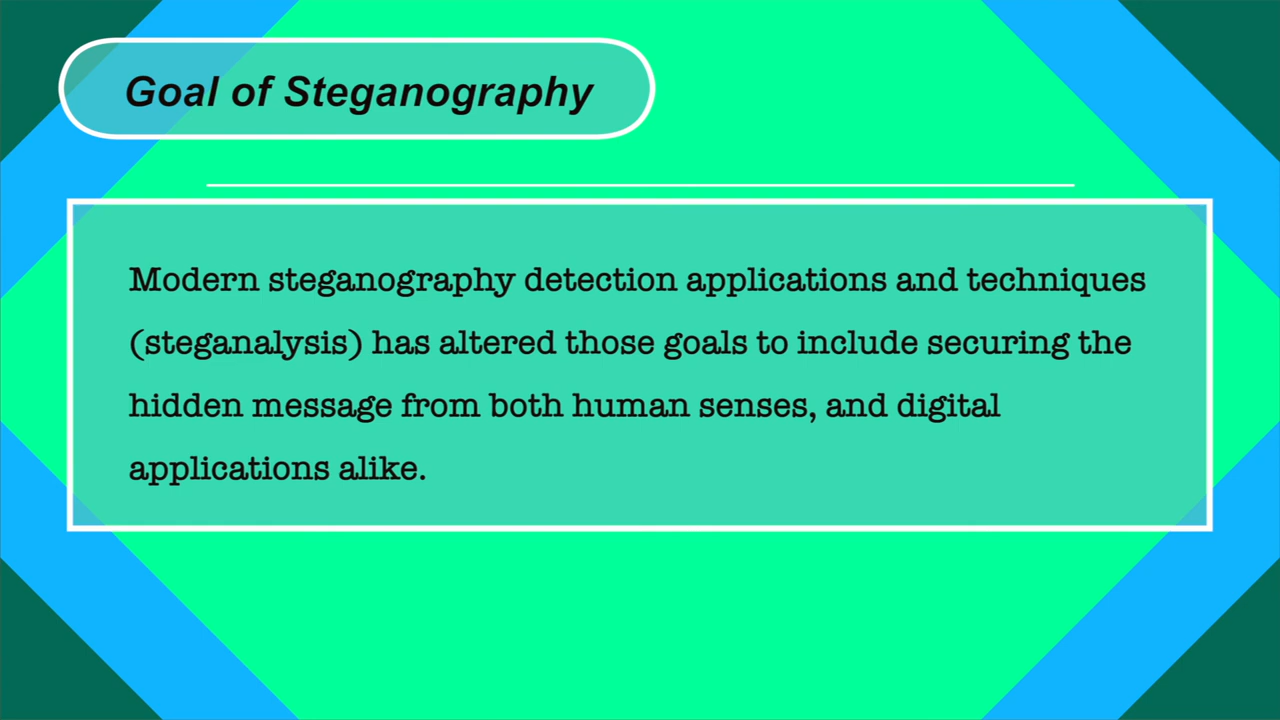 Goal of Steganography
Modern steganography detection applications and techniques
(steganalysis) has altered those goals to include securing the
hidden message from both human senses, and digital
applications alike.